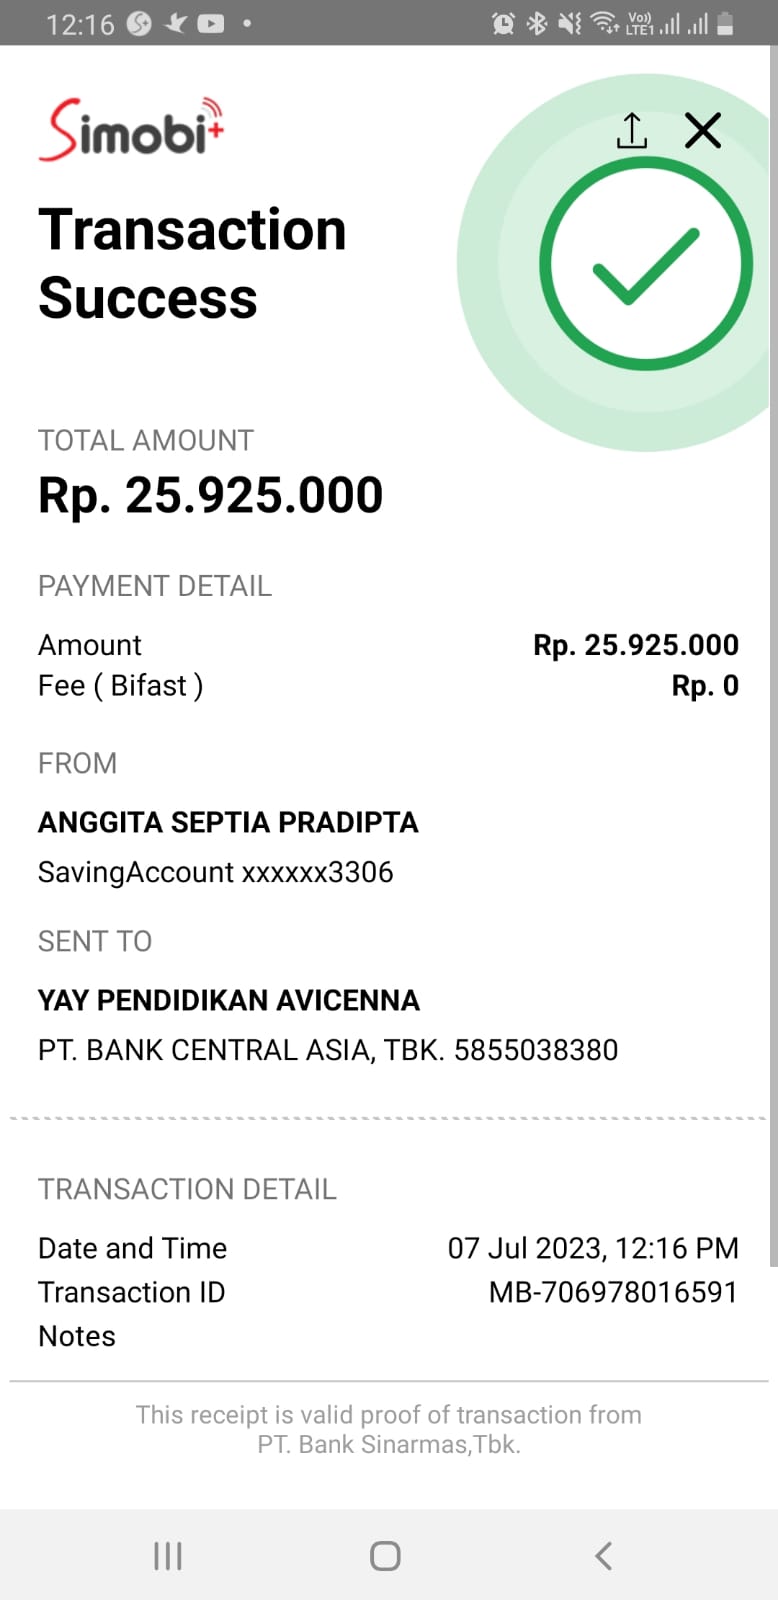 12:16
Vo))
LTE1
Simobi+
Transaction
Success
TOTAL AMOUNT
Rp. 25.925.000
PAYMENT DETAIL
Amount Rp. 25.925.000
Fee ( Bifast ) Rp. 0
FROM
ANGGITA SEPTIA PRADIPTA
SavingAccount xxxxxx3306
SENT TO
YAY PENDIDIKAN AVICENNA
PT. BANK CENTRAL ASIA, TBK. 5855038380
TRANSACTION DETAIL
Date and Time 07 Jul 2023, 12:16 PM
Transaction ID MB-706978016591
Notes
This receipt is valid proof of transaction from
PT. Bank Sinarmas,Tbk.